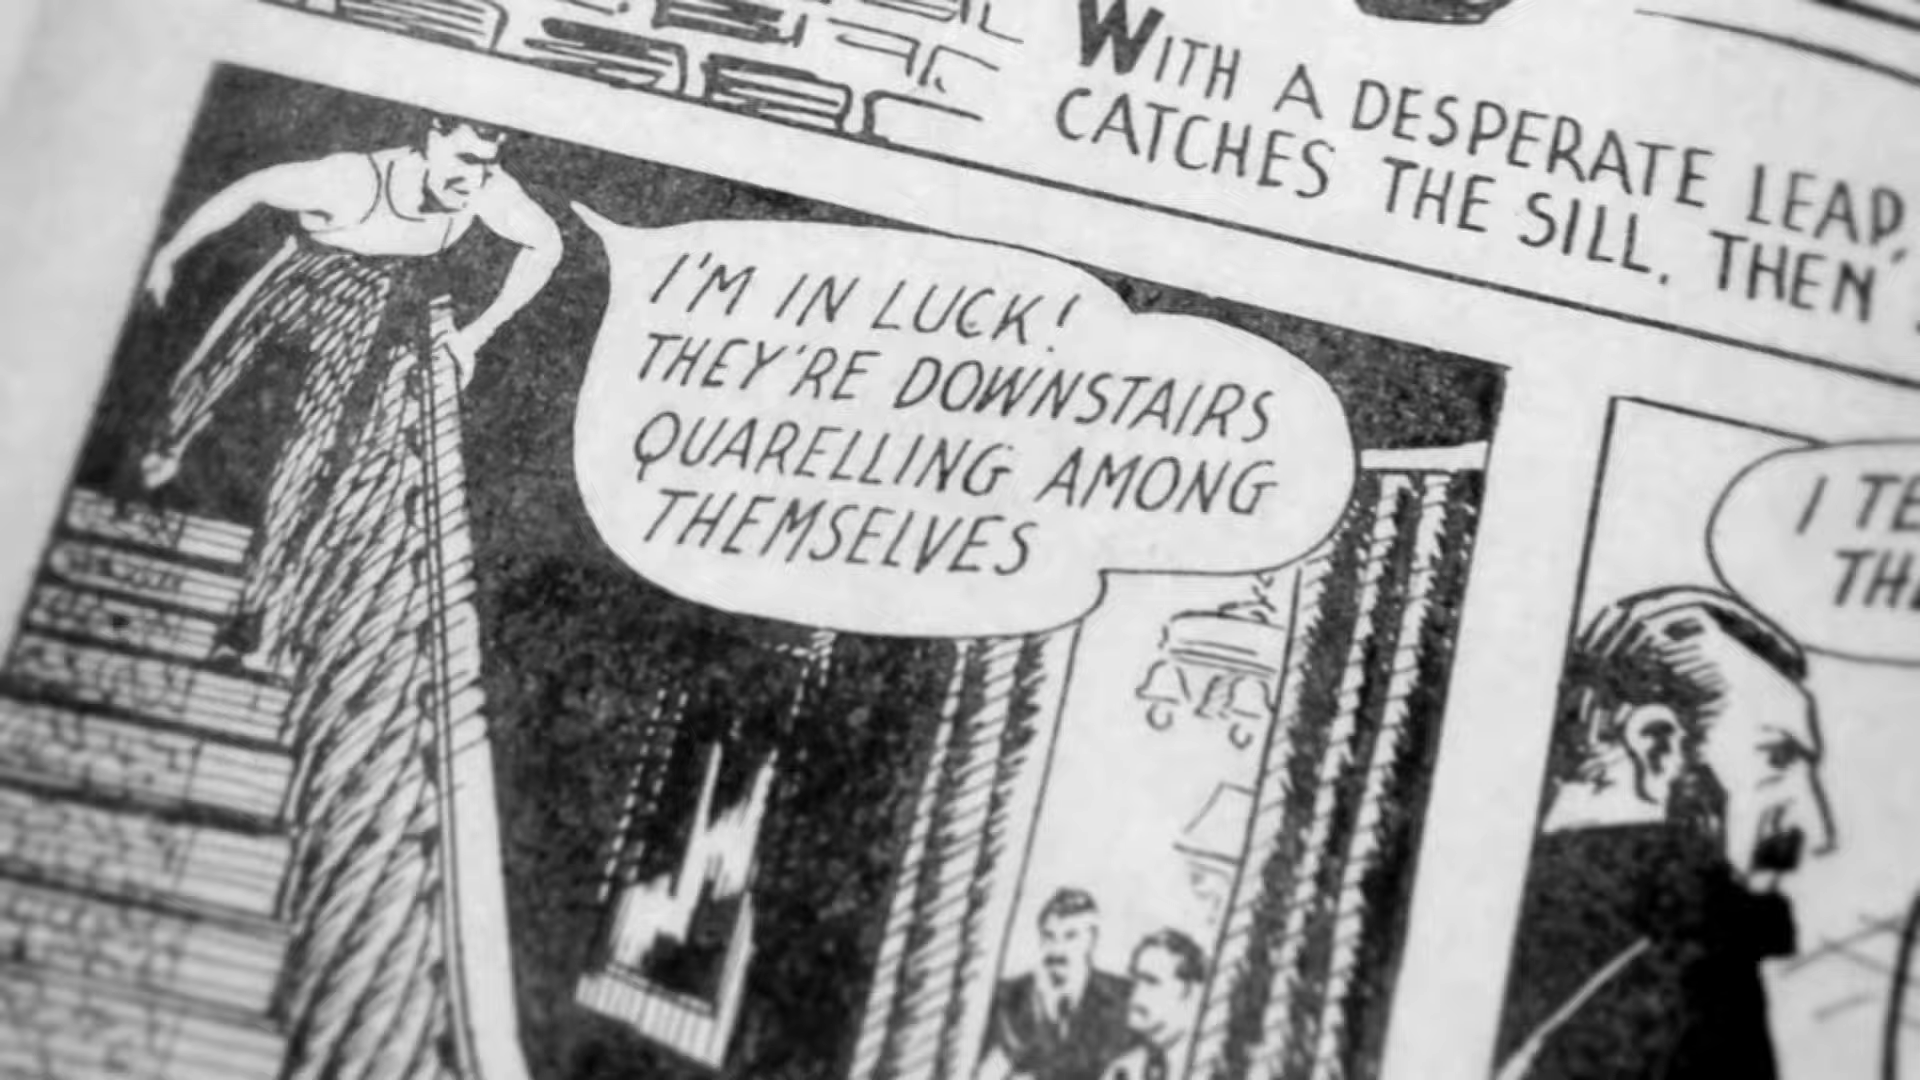 WITH A DESPERATE LEAP,
CATCHES THE SILL. THEN
I'M IN LUCK!
THEY'RE DOWNSTAIRS
QUARELLING AMONG
THEMSELVES
I